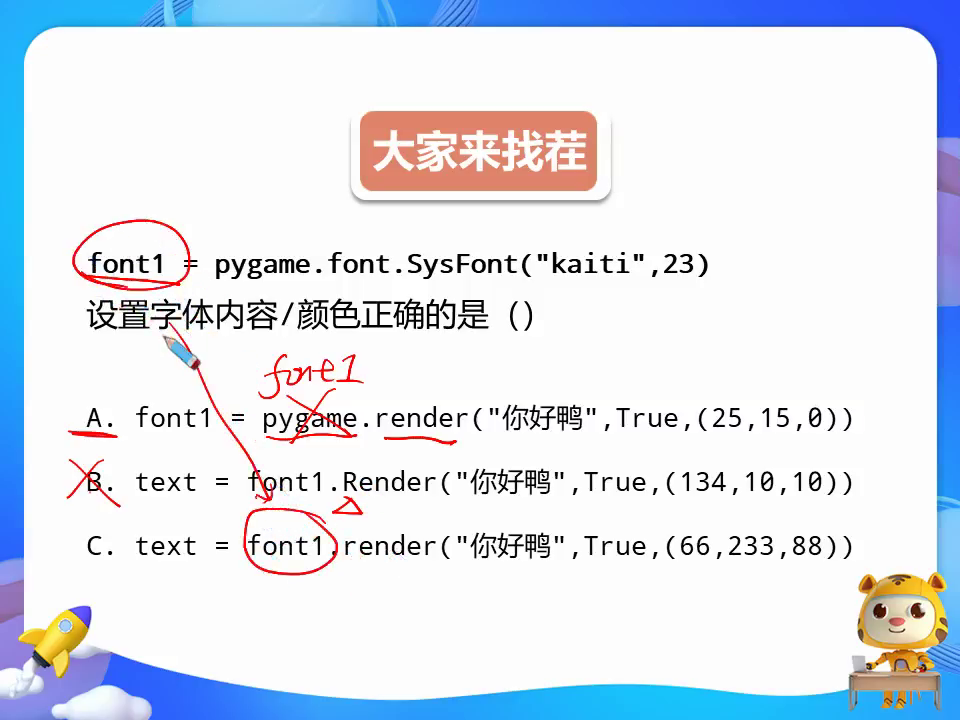 大家来找茬
font1 = pygame.font.SysFont("kaiti",23)
设置字体内容/颜色正确的是（）
font1
A. font1 = pygame.render("你好鸭",True,(25,15,0))
B. text = font1.Render("你好鸭",True,(134,10,10))
C. text = font1.render("你好鸭",True,(66,233,88))